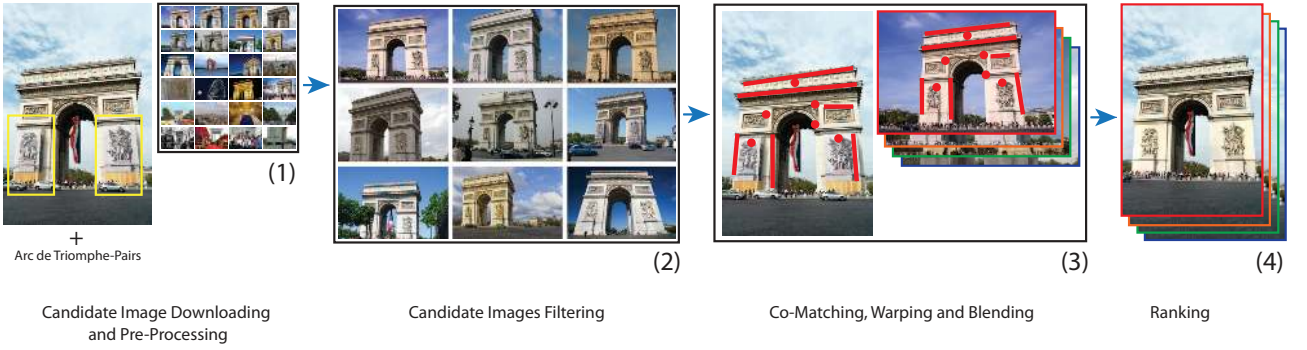 +
Arc de Triomphe-Pairs
(1)
(2)
(3)
(4)
Candidate Image Downloading
and Pre-Processing
Candidate Images Filtering
Co-Matching, Warping and Blending
Ranking